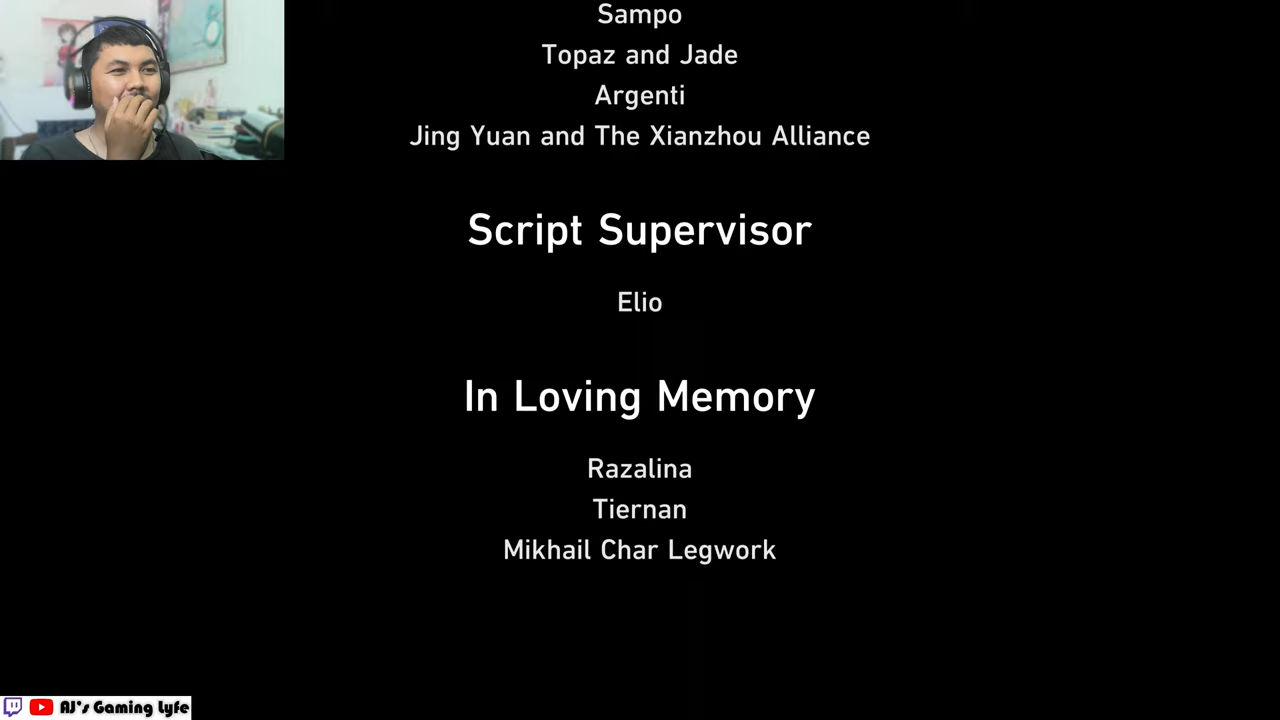 Sampo
Topaz and Jade
Argenti
Jing Yuan and The Xianzhou Alliance
Script Supervisor
Elio
In Loving Memory
Razalina
Tiernan
Mikhail Char Legwork
AJ's Gaming Lyfe